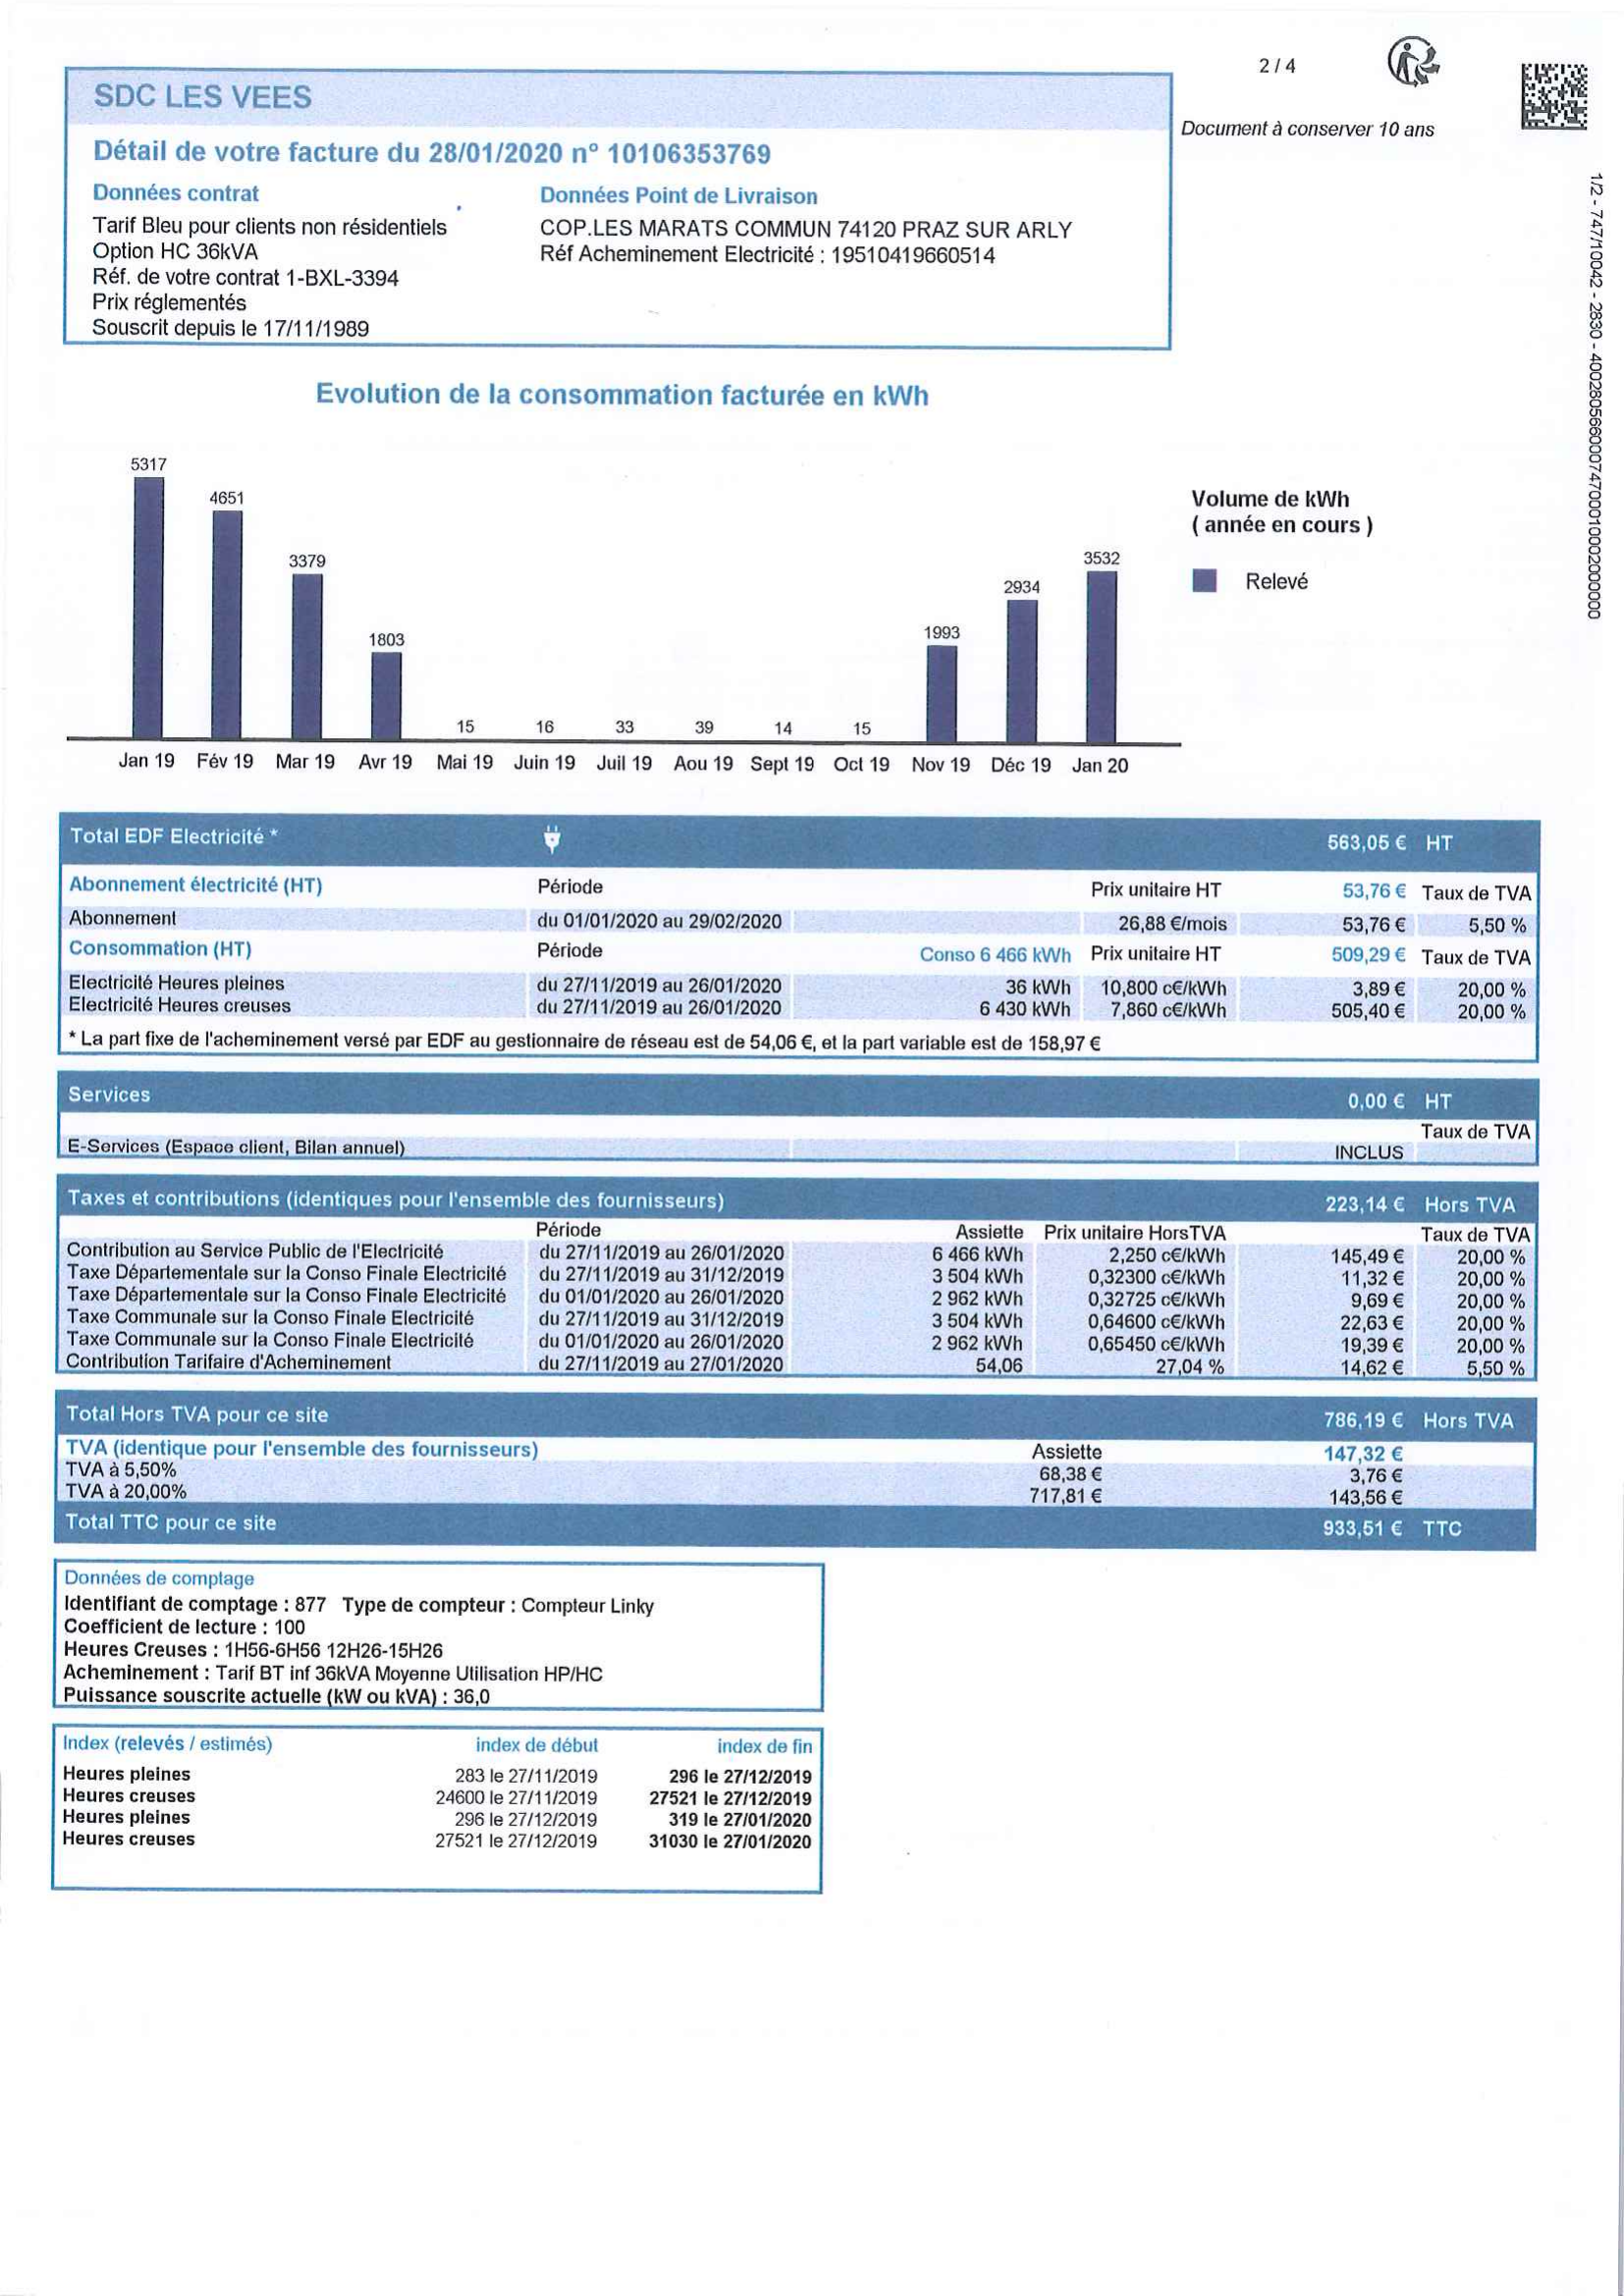 2 / 4
Document à conserver 10 ans
1/2 - 747/10042 - 2830 - 40028056600074700010002000000
SDC LES VEES
Détail de votre facture du 28/01/2020 n° 10106353769
Données contrat
Tarif Bleu pour clients non résidentiels
Option HC 36kVA
Réf. de votre contrat 1-BXL-3394
Prix réglementés
Souscrit depuis le 17/11/1989
Données Point de Livraison
COP.LES MARATS COMMUN 74120 PRAZ SUR ARLY
Réf Acheminement Electricité : 19510419660514
Evolution de la consommation facturée en kWh
5317
4651
3379
1803
15
16
33
39
14
15
1993
2934
3532
Jan 19 Fév 19 Mar 19 Avr 19 Mai 19 Juin 19 Juil 19 Aou 19 Sept 19 Oct 19 Nov 19 Déc 19 Jan 20
Volume de kWh
( année en cours )
Relevé
Total EDF Electricité * 563,05 € HT
Abonnement électricité (HT) Période Prix unitaire HT 53,76 € Taux de TVA
Abonnement du 01/01/2020 au 29/02/2020 26,88 €/mois 53,76 € 5,50 %
Consommation (HT) Période Conso 6 466 kWh Prix unitaire HT 509,29 € Taux de TVA
Electricité Heures pleines du 27/11/2019 au 26/01/2020 36 kWh 10,800 c€/kWh 3,89 € 20,00 %
Electricité Heures creuses du 27/11/2019 au 26/01/2020 6 430 kWh 7,860 c€/kWh 505,40 € 20,00 %
* La part fixe de l'acheminement versé par EDF au gestionnaire de réseau est de 54,06 €, et la part variable est de 158,97 €
Services 0,00 € HT
Taux de TVA
E-Services (Espace client, Bilan annuel) INCLUS
Taxes et contributions (identiques pour l'ensemble des fournisseurs) 223,14 € Hors TVA
Période Assiette Prix unitaire HorsTVA Taux de TVA
Contribution au Service Public de l'Electricité du 27/11/2019 au 26/01/2020 6 466 kWh 2,250 c€/kWh 145,49 € 20,00 %
Taxe Départementale sur la Conso Finale Electricité du 27/11/2019 au 31/12/2019 3 504 kWh 0,32300 c€/kWh 11,32 € 20,00 %
Taxe Départementale sur la Conso Finale Electricité du 01/01/2020 au 26/01/2020 2 962 kWh 0,32725 c€/kWh 9,69 € 20,00 %
Taxe Communale sur la Conso Finale Electricité du 27/11/2019 au 31/12/2019 3 504 kWh 0,64600 c€/kWh 22,63 € 20,00 %
Taxe Communale sur la Conso Finale Electricité du 01/01/2020 au 26/01/2020 2 962 kWh 0,65450 c€/kWh 19,39 € 20,00 %
Contribution Tarifaire d'Acheminement du 27/11/2019 au 27/01/2020 54,06 27,04 % 14,62 € 5,50 %
Total Hors TVA pour ce site 786,19 € Hors TVA
TVA (identique pour l'ensemble des fournisseurs) Assiette 147,32 €
TVA à 5,50% 68,38 € 3,76 €
TVA à 20,00% 717,81 € 143,56 €
Total TTC pour ce site 933,51 € TTC
Données de comptage
Identifiant de comptage : 877 Type de compteur : Compteur Linky
Coefficient de lecture : 100
Heures Creuses : 1H56-6H56 12H26-15H26
Acheminement : Tarif BT inf 36kVA Moyenne Utilisation HP/HC
Puissance souscrite actuelle (kW ou kVA) : 36,0
Index (relevés / estimés) index de début index de fin
Heures pleines 283 le 27/11/2019 296 le 27/12/2019
Heures creuses 24600 le 27/11/2019 27521 le 27/12/2019
Heures pleines 296 le 27/12/2019 319 le 27/01/2020
Heures creuses 27521 le 27/12/2019 31030 le 27/01/2020